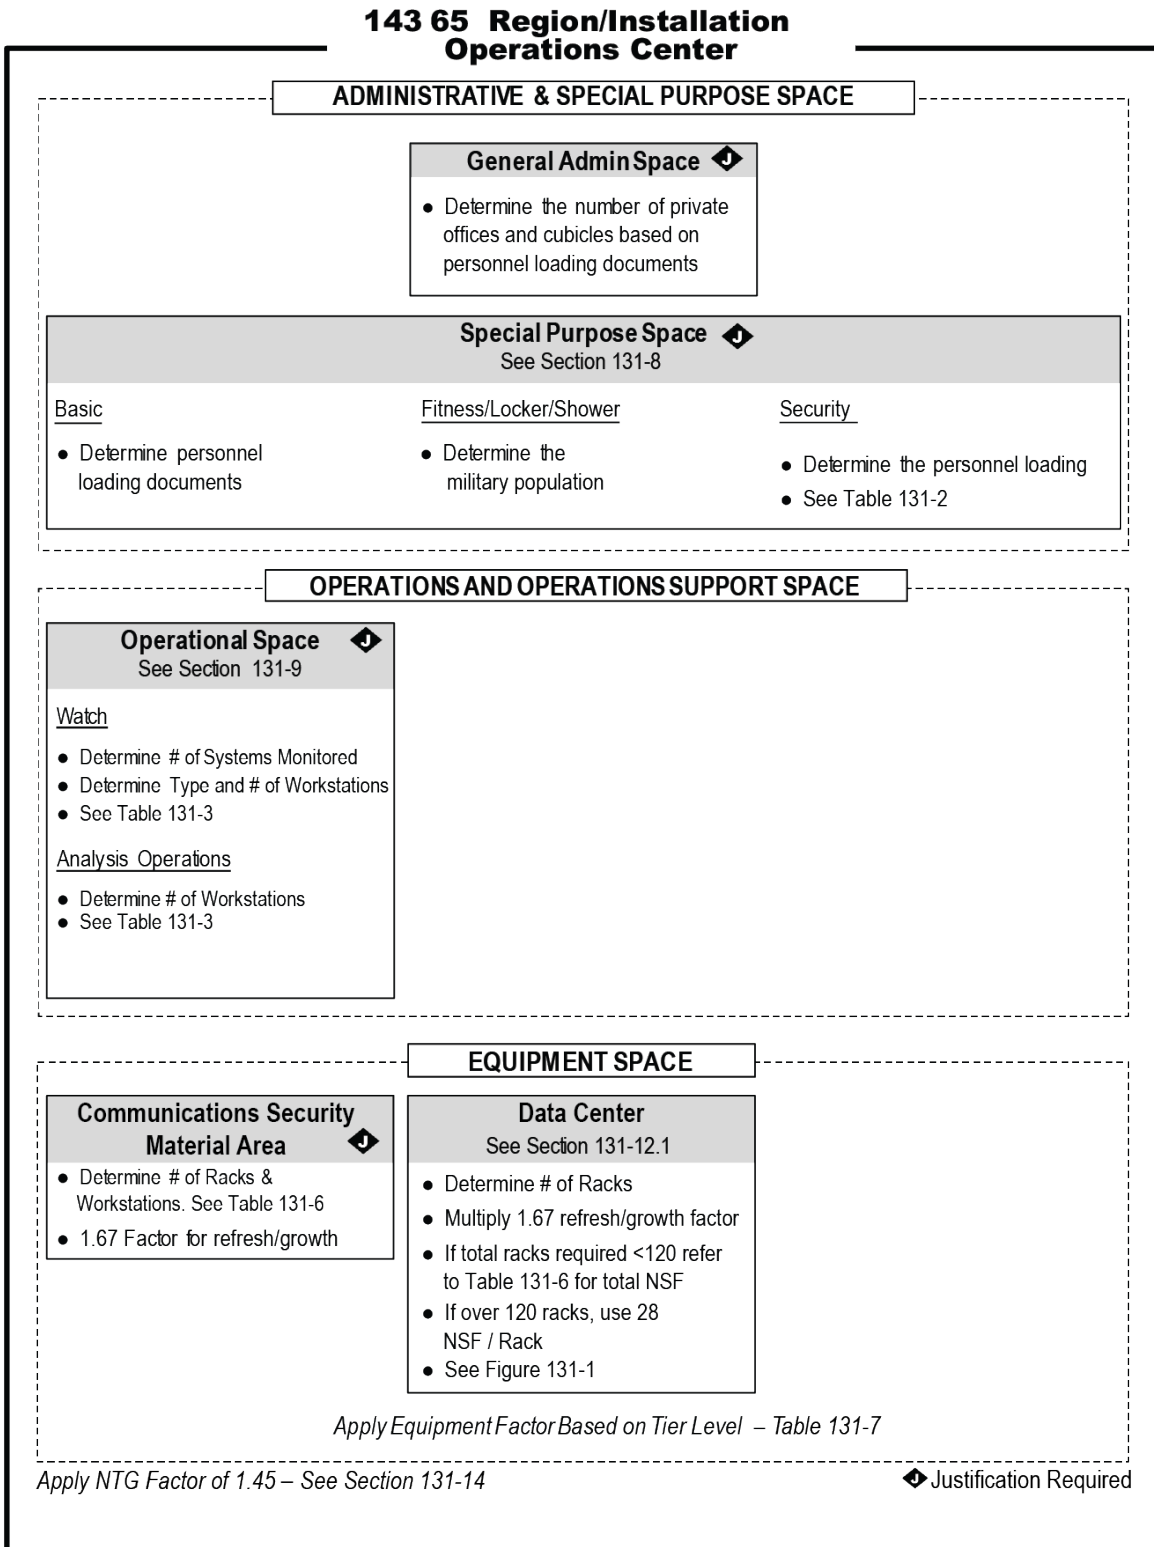 143 65 Region/Installation
Operations Center
ADMINISTRATIVE & SPECIAL PURPOSE SPACE
General Admin Space J
● Determine the number of private
offices and cubicles based on
personnel loading documents
Special Purpose Space J
See Section 131-8
Basic
● Determine personnel
loading documents
Fitness/Locker/Shower
● Determine the
military population
Security
● Determine the personnel loading
● See Table 131-2
OPERATIONS AND OPERATIONS SUPPORT SPACE
Operational Space J
See Section 131-9
Watch
● Determine # of Systems Monitored
● Determine Type and # of Workstations
● See Table 131-3
Analysis Operations
● Determine # of Workstations
● See Table 131-3
EQUIPMENT SPACE
Communications Security
Material Area J
● Determine # of Racks &
Workstations. See Table 131-6
● 1.67 Factor for refresh/growth
Data Center
See Section 131-12.1
● Determine # of Racks
● Multiply 1.67 refresh/growth factor
● If total racks required <120 refer
to Table 131-6 for total NSF
● If over 120 racks, use 28
NSF / Rack
● See Figure 131-1
Apply Equipment Factor Based on Tier Level – Table 131-7
Apply NTG Factor of 1.45 – See Section 131-14
J Justification Required